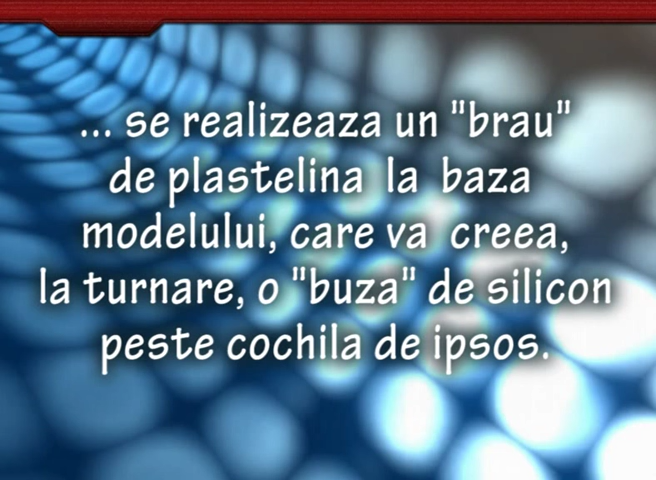 ... se realizeaza un "brau"
de plastelina la baza
modelului, care va creea,
la turnare, o "buza" de silicon
peste cochila de ipsos.